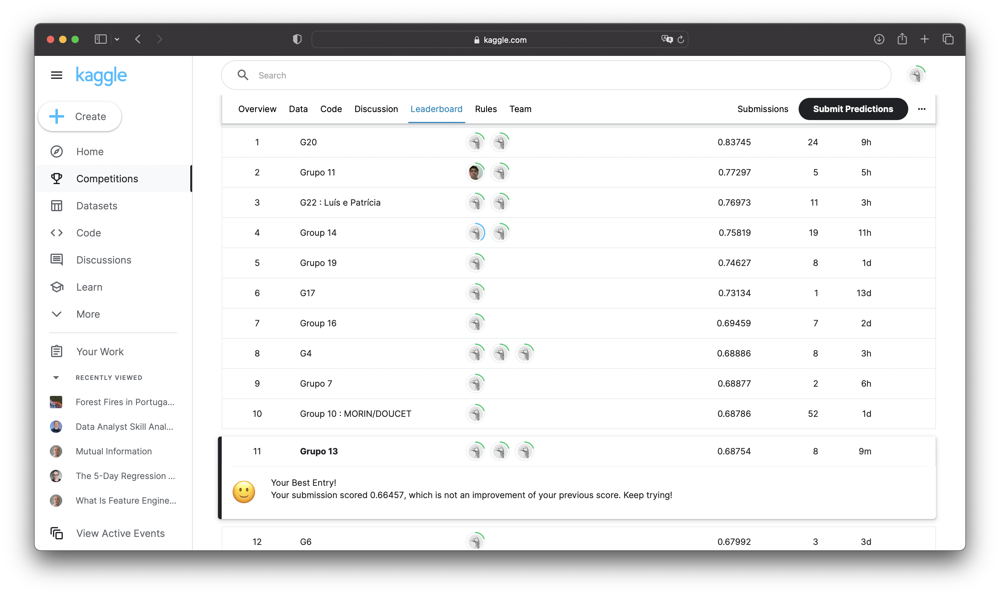 kaggle.com
kaggle
Search
Create
Home
Competitions
Datasets
Code
Discussions
Learn
More
Your Work
RECENTLY VIEWED
Forest Fires in Portuga...
Data Analyst Skill Anal...
Mutual Information
The 5-Day Regression ...
What Is Feature Engine...
View Active Events
Overview Data Code Discussion Leaderboard Rules Team Submissions Submit Predictions
1 G20 0.83745 24 9h
2 Grupo 11 0.77297 5 5h
3 G22 : Luís e Patrícia 0.76973 11 3h
4 Group 14 0.75819 19 11h
5 Grupo 19 0.74627 8 1d
6 G17 0.73134 1 13d
7 Group 16 0.69459 7 2d
8 G4 0.68886 8 3h
9 Grupo 7 0.68877 2 6h
10 Group 10 : MORIN/DOUCET 0.68786 52 1d
11 Grupo 13 0.68754 8 9m
Your Best Entry!
Your submission scored 0.66457, which is not an improvement of your previous score. Keep trying!
12 G6 0.67992 3 3d